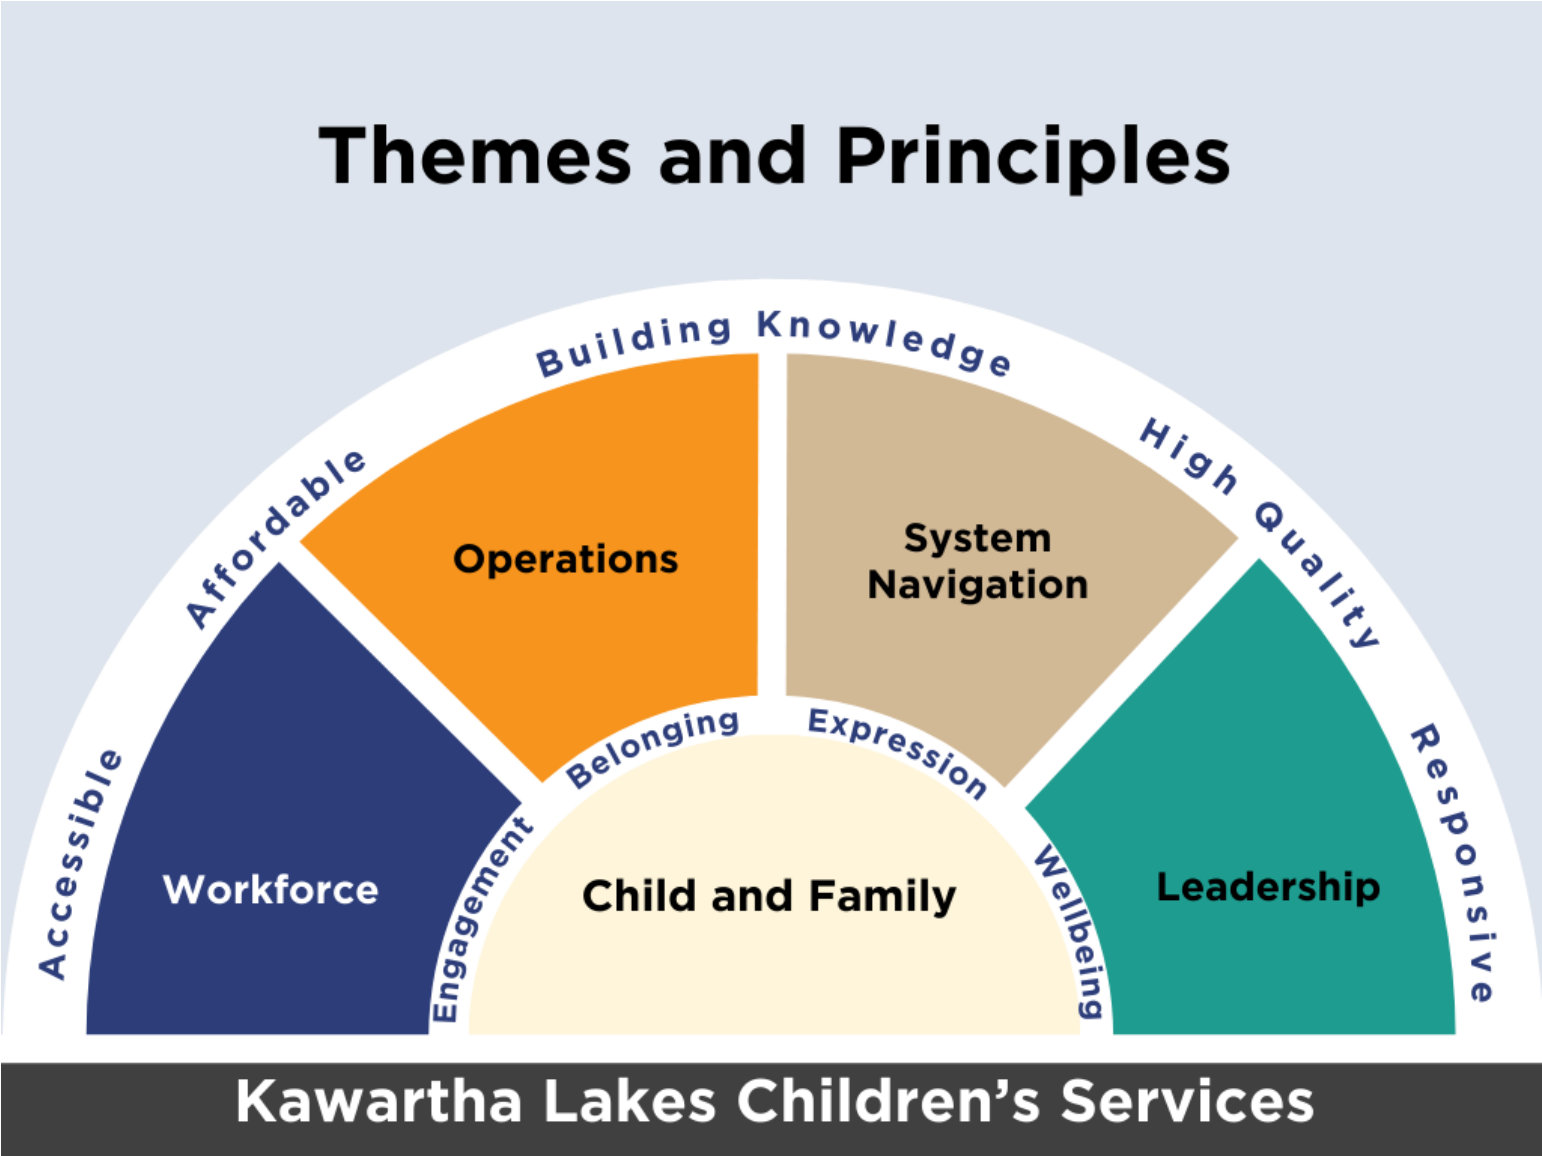 Themes and Principles
Accessible
Affordable
Building Knowledge
High Quality
Responsive
Workforce
Operations
System
Navigation
Leadership
Engagement
Belonging
Expression
Wellbeing
Child and Family
Kawartha Lakes Children’s Services